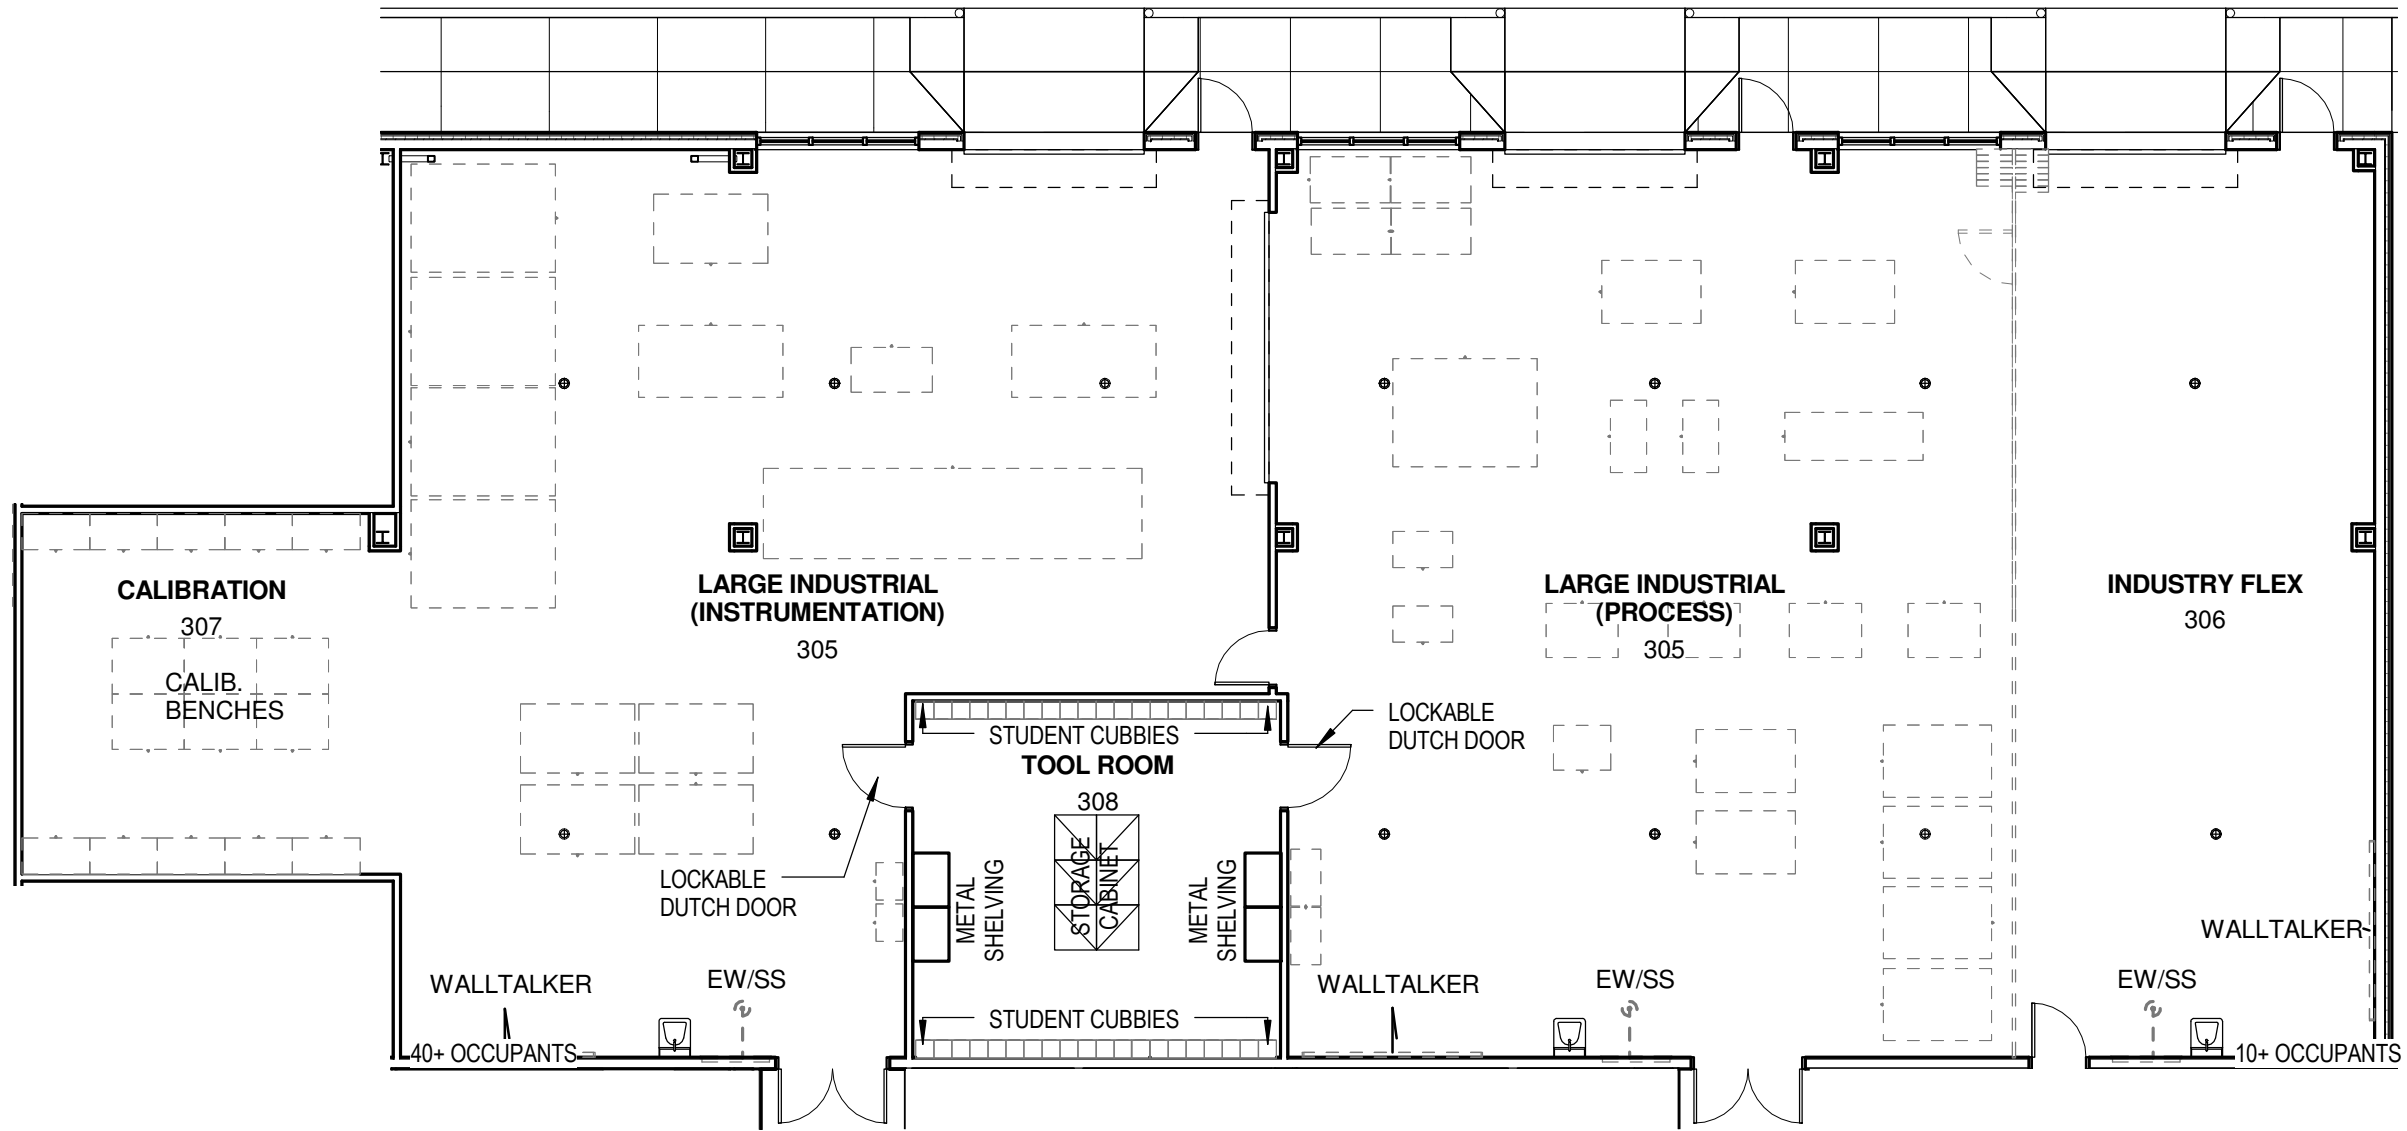 CALIBRATION
307
CALIB.
BENCHES
LARGE INDUSTRIAL
(INSTRUMENTATION)
305
LARGE INDUSTRIAL
(PROCESS)
305
INDUSTRY FLEX
306
STUDENT CUBBIES
TOOL ROOM
308
STORAGE
CABINET
METAL
SHELVING
METAL
SHELVING
STUDENT CUBBIES
LOCKABLE
DUTCH DOOR
LOCKABLE
DUTCH DOOR
WALLTALKER
EW/SS
40+ OCCUPANTS
WALLTALKER
EW/SS
WALLTALKER
EW/SS
10+ OCCUPANTS